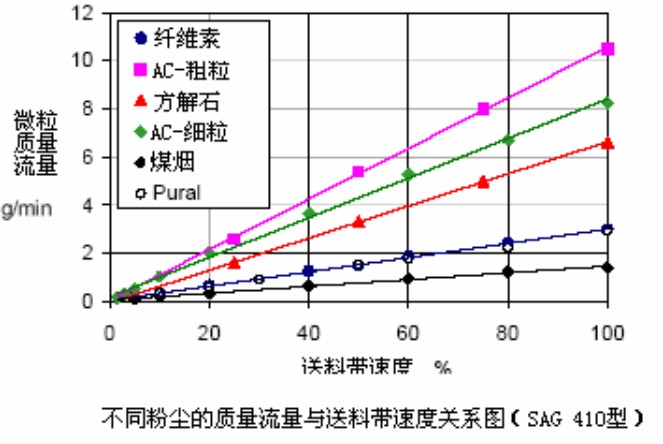 12
10
8
6
4
2
0
微粒
质量
流量
g/min
纤维素
AC-粗粒
方解石
AC-细粒
煤烟
Pural
0 20 40 60 80 100
送料带速度 %
不同粉尘的质量流量与送料带速度关系图(SAG 410型)